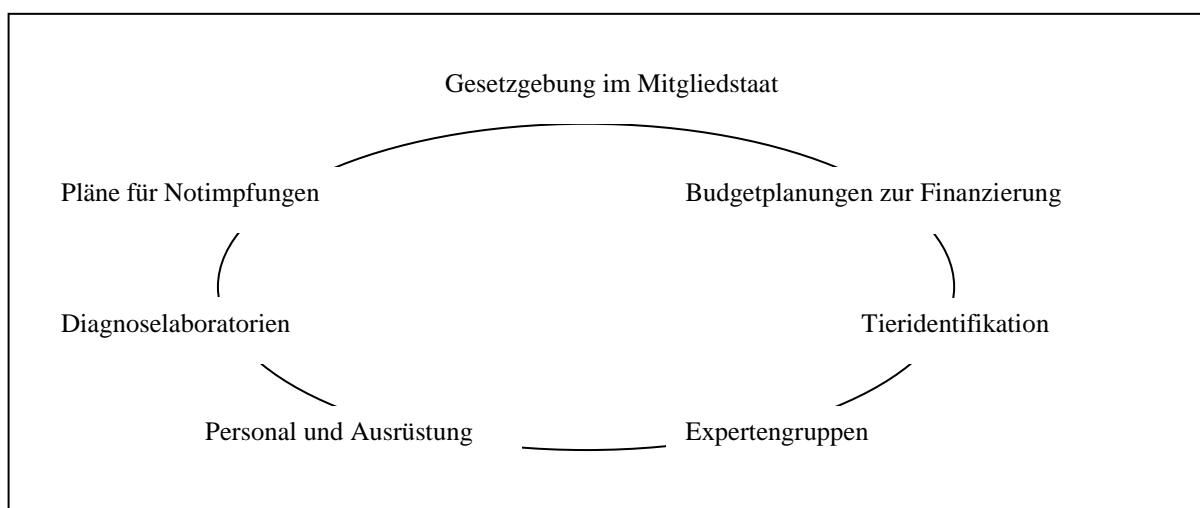 Gesetzgebung im Mitgliedstaat
Pläne für Notimpfungen
Budgetplanungen zur Finanzierung
Diagnoselaboratorien
Tieridentifikation
Personal und Ausrüstung
Expertengruppen